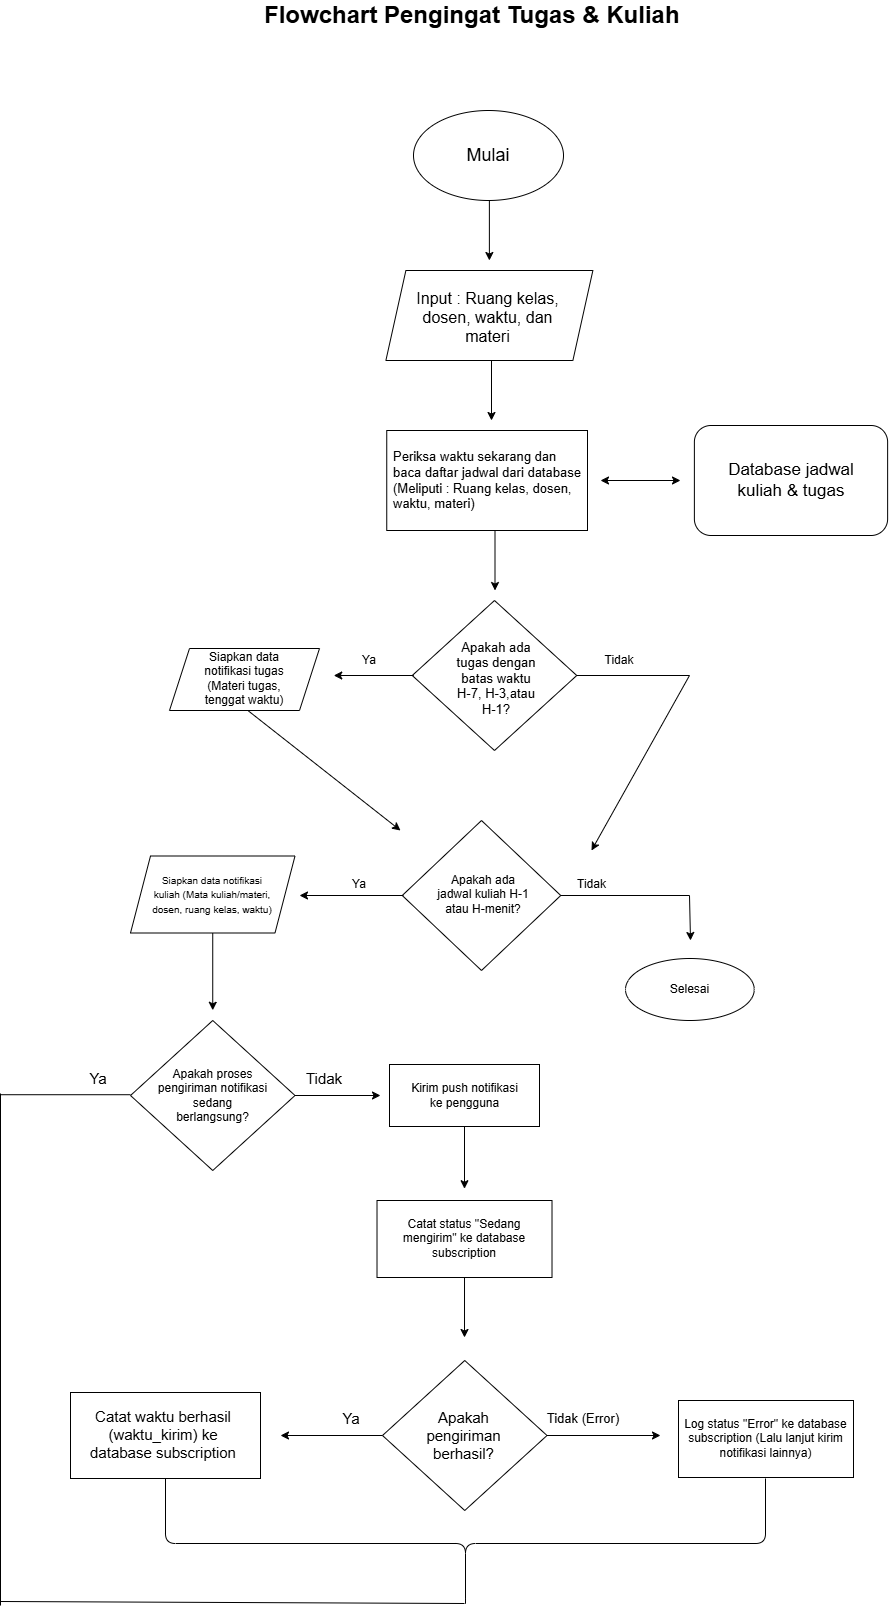 Flowchart Pengingat Tugas & Kuliah
Mulai
Input : Ruang kelas,
dosen, waktu, dan
materi
Periksa waktu sekarang dan
baca daftar jadwal dari database
(Meliputi : Ruang kelas, dosen,
waktu, materi)
Database jadwal
kuliah & tugas
Apakah ada
tugas dengan
batas waktu
H-7, H-3,atau
H-1?
Ya
Tidak
Siapkan data
notifikasi tugas
(Materi tugas,
tenggat waktu)
Apakah ada
jadwal kuliah H-1
atau H-menit?
Ya
Tidak
Siapkan data notifikasi
kuliah (Mata kuliah/materi,
dosen, ruang kelas, waktu)
Selesai
Apakah proses
pengiriman notifikasi
sedang
berlangsung?
Ya
Tidak
Kirim push notifikasi
ke pengguna
Catat status "Sedang
mengirim" ke database
subscription
Apakah
pengiriman
berhasil?
Ya
Tidak (Error)
Catat waktu berhasil
(waktu_kirim) ke
database subscription
Log status "Error" ke database
subscription (Lalu lanjut kirim
notifikasi lainnya)